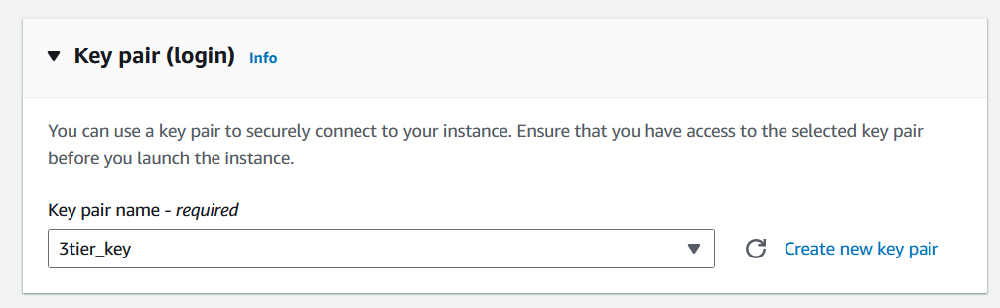 Key pair (login) Info
You can use a key pair to securely connect to your instance. Ensure that you have access to the selected key pair
before you launch the instance.
Key pair name - required
3tier_key
Create new key pair